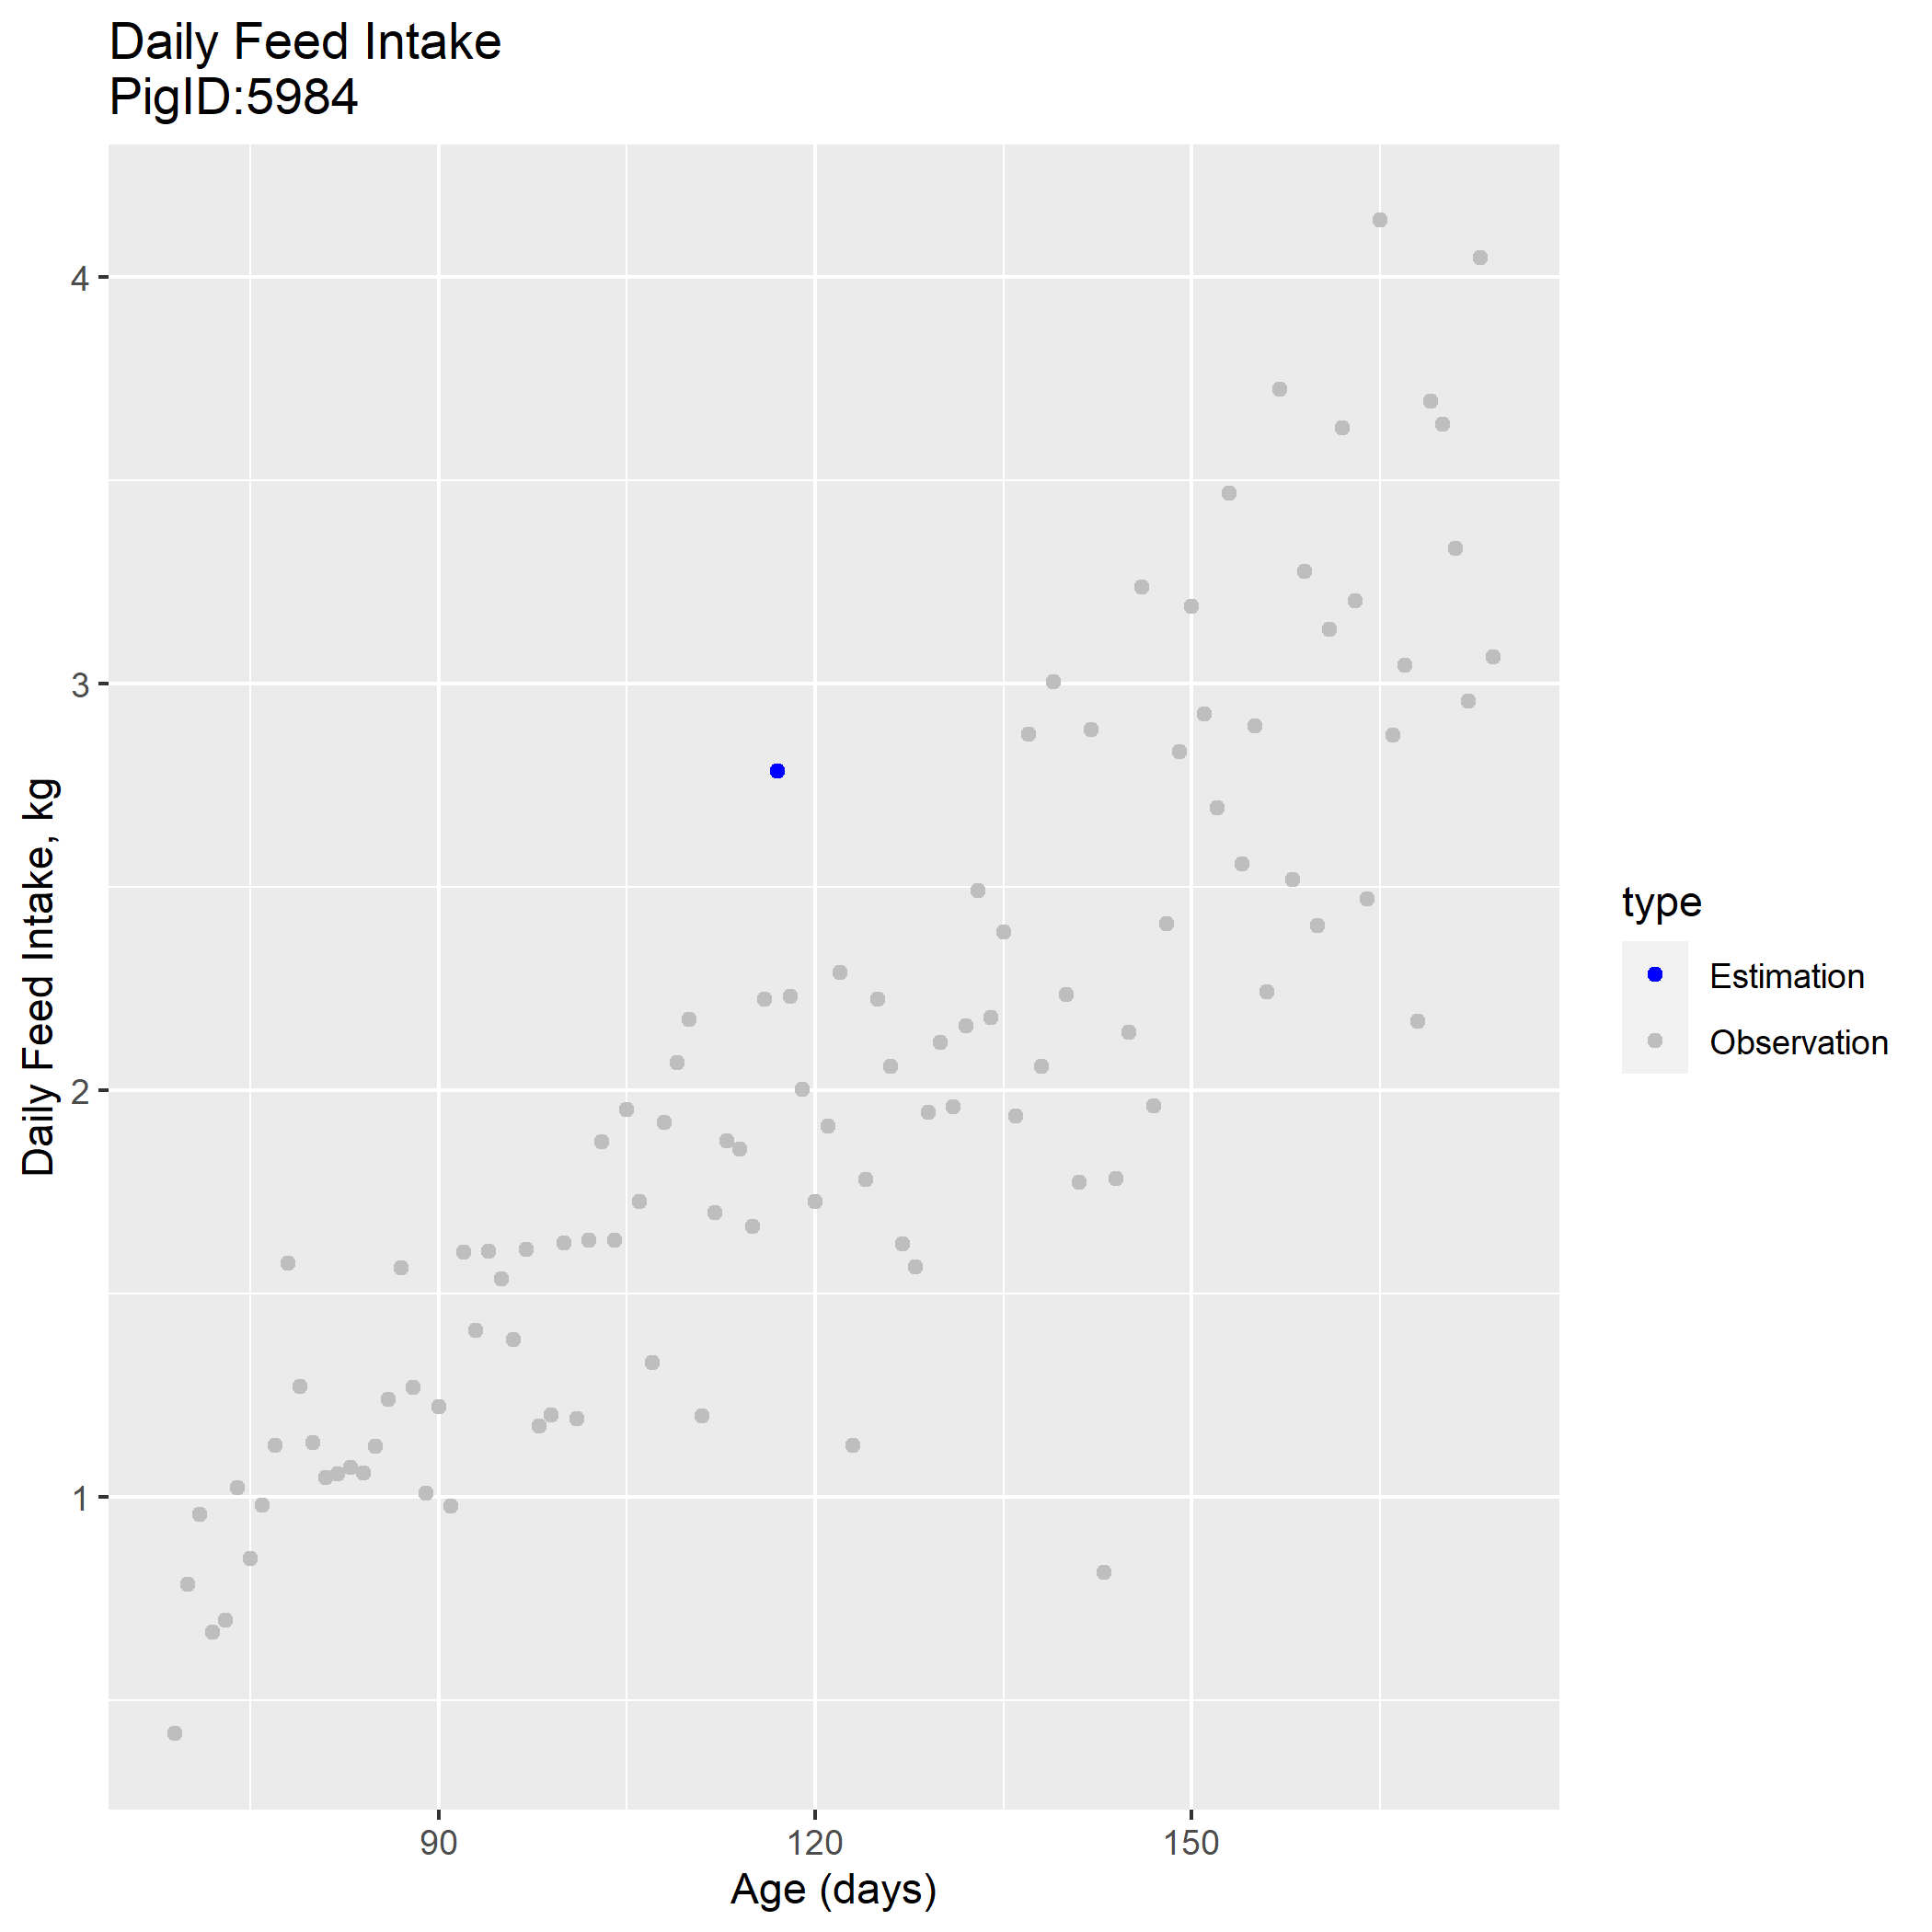 Daily Feed Intake
PigID:5984
Daily Feed Intake, kg
4
3
2
1
90
120
150
Age (days)
type
Estimation
Observation